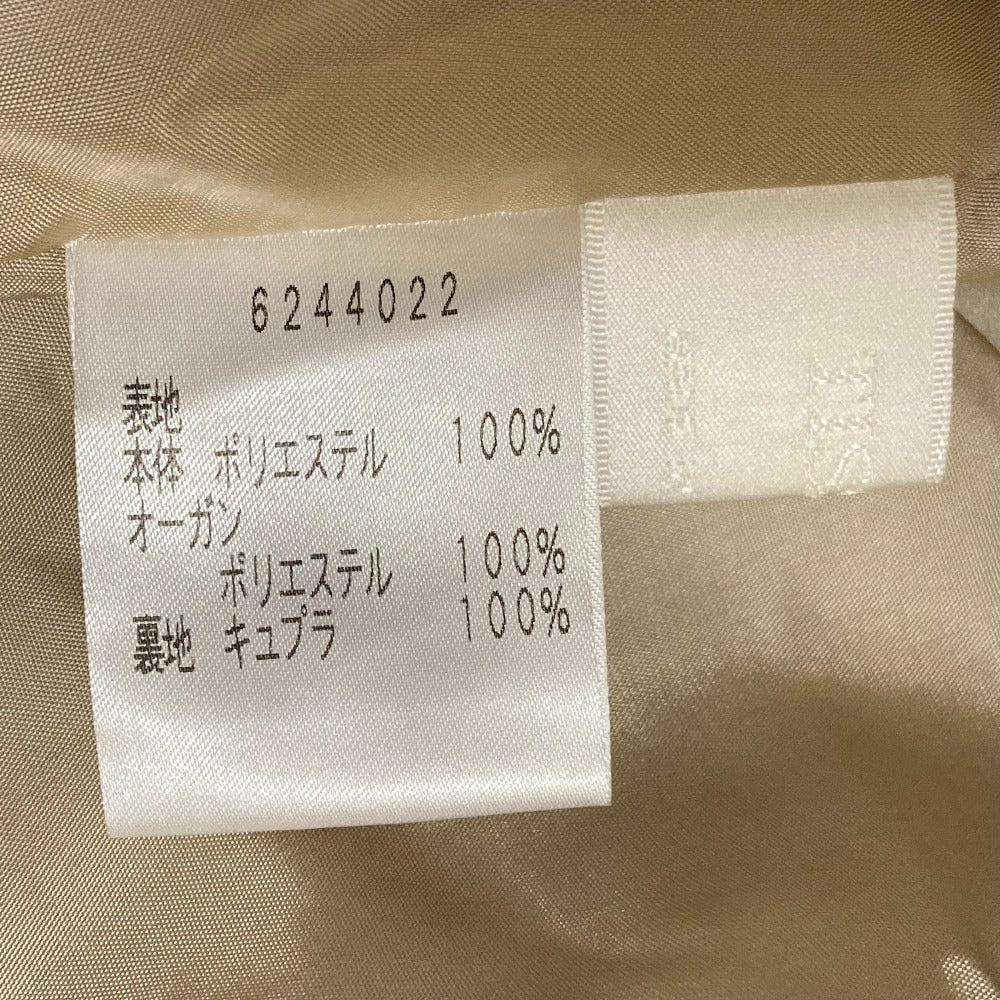 6244022
表地
本体 ポリエステル 100%
オーガン
ポリエステル 100%
裏地 キュプラ 100%